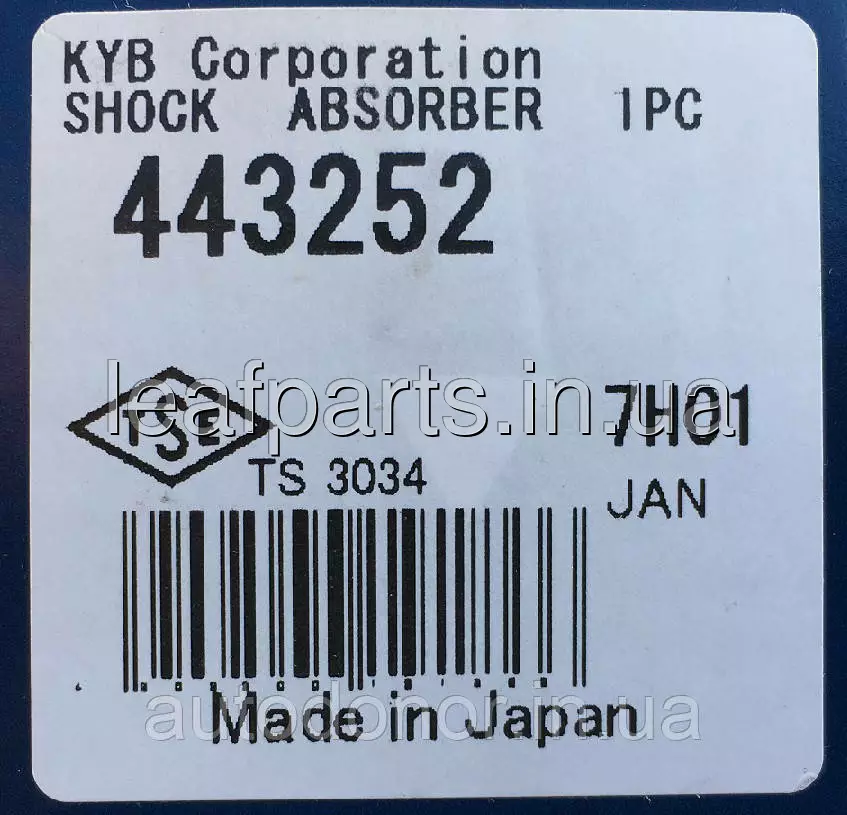 KYB Corporation
SHOCK ABSORBER 1PC
443252
leafparts.in.ua
TSE
7H01
TS 3034
JAN
Made in Japan
autodonor.in.ua